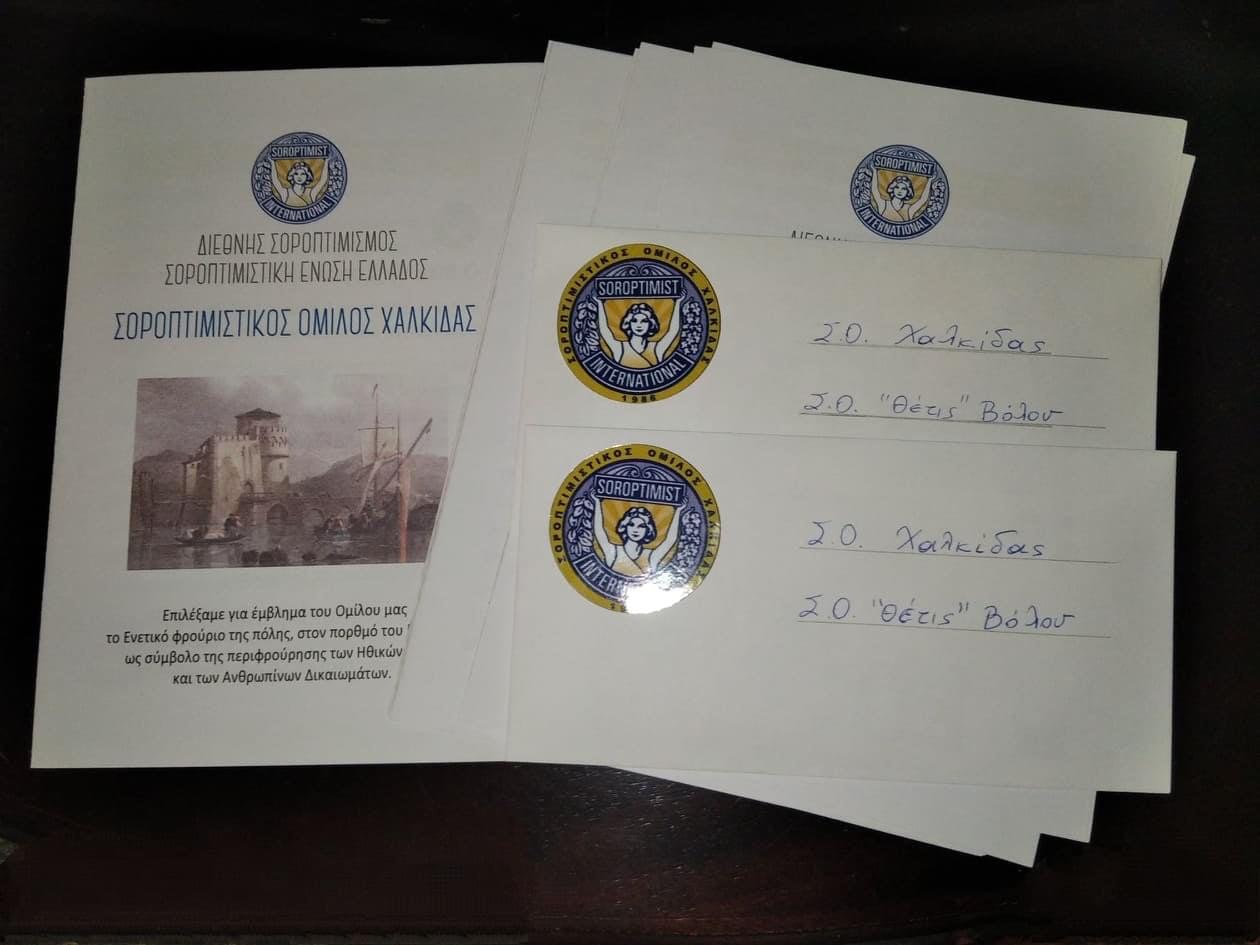 SOROPTIMIST
INTERNATIONAL
ΔΙΕΘΝΗΣ ΣΟΡΟΠΤΙΜΙΣΜΟΣ
ΣΟΡΟΠΤΙΜΙΣΤΙΚΗ ΕΝΩΣΗ ΕΛΛΑΔΟΣ
ΣΟΡΟΠΤΙΜΙΣΤΙΚΟΣ ΟΜΙΛΟΣ ΧΑΛΚΙΔΑΣ
Επιλέξαμε για έμβλημα του Ομίλου μας
το Ενετικό φρούριο της πόλης, στον πορθμό του
ως σύμβολο της περιφρούρησης των Ηθικών
και των Ανθρωπίνων Δικαιωμάτων.
SOROPTIMIST
INTERNATIONAL
ΣΟΡΟΠΤΙΜΙΣΤΙΚΟΣ ΟΜΙΛΟΣ ΧΑΛΚΙΔΑΣ
SOROPTIMIST
INTERNATIONAL
1986
Σ.Ο. Χαλκίδας
Σ.Ο. "Θέτις" Βόλου
ΣΟΡΟΠΤΙΜΙΣΤΙΚΟΣ ΟΜΙΛΟΣ ΧΑΛΚΙΔΑΣ
SOROPTIMIST
Σ.Ο. Χαλκίδας
Σ.Ο. "Θέτις" Βόλου